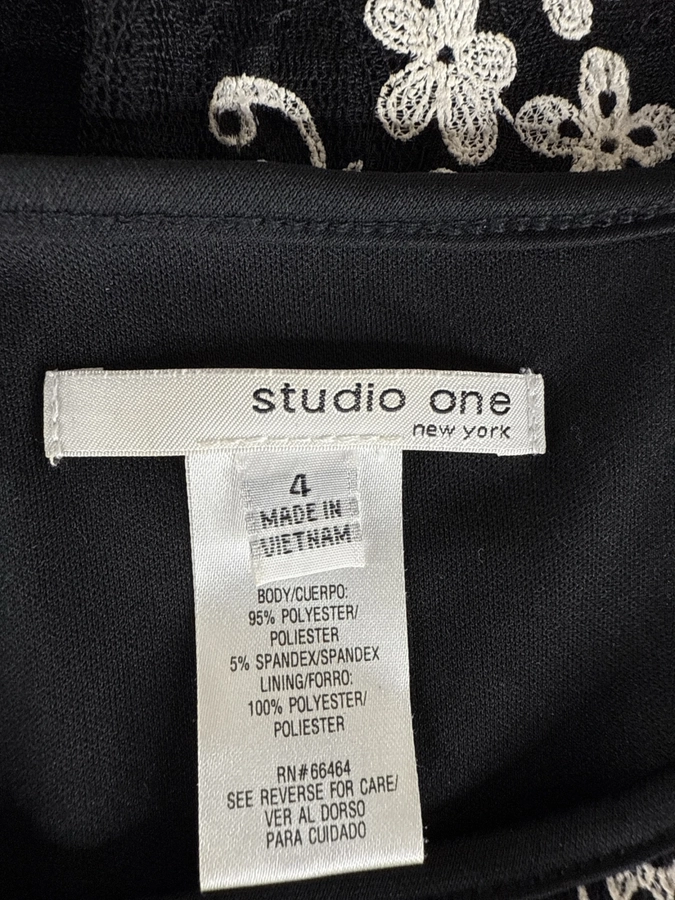 studio one
new york
4
MADE IN
VIETNAM
BODY/CUERPO:
95% POLYESTER/
POLIESTER
5% SPANDEX/SPANDEX
LINING/FORRO:
100% POLYESTER/
POLIESTER
RN#66464
SEE REVERSE FOR CARE/
VER AL DORSO
PARA CUIDADO